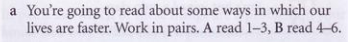 a You're going to read about some ways in which our
lives are faster. Work in pairs. A read 1–3, B read 4–6.